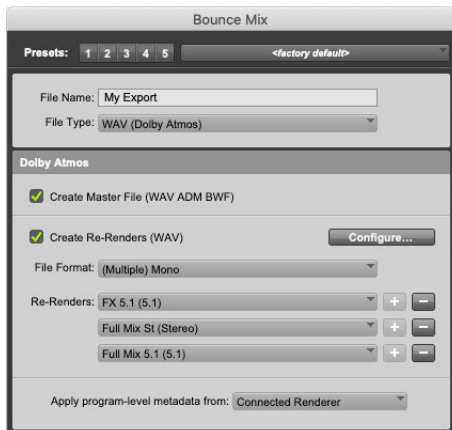 Bounce Mix
Presets: 1 2 3 4 5 <factory default>
File Name: My Export
File Type: WAV (Dolby Atmos)
Dolby Atmos
Create Master File (WAV ADM BWF)
Create Re-Renders (WAV) Configure...
File Format: (Multiple) Mono
Re-Renders: FX 5.1 (5.1) + −
Full Mix St (Stereo) + −
Full Mix 5.1 (5.1) + −
Apply program-level metadata from: Connected Renderer